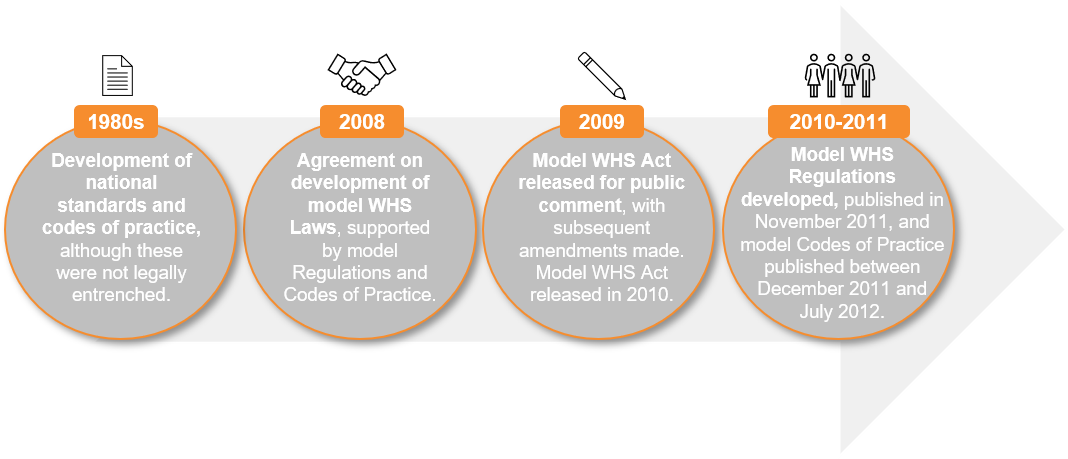 1980s
Development of
national
standards and
codes of practice,
although these
were not legally
entrenched.
2008
Agreement on
development of
model WHS
Laws, supported
by model
Regulations and
Codes of Practice.
2009
Model WHS Act
released for public
comment, with
subsequent
amendments made.
Model WHS Act
released in 2010.
2010-2011
Model WHS
Regulations
developed, published in
November 2011, and
model Codes of Practice
published between
December 2011 and
July 2012.